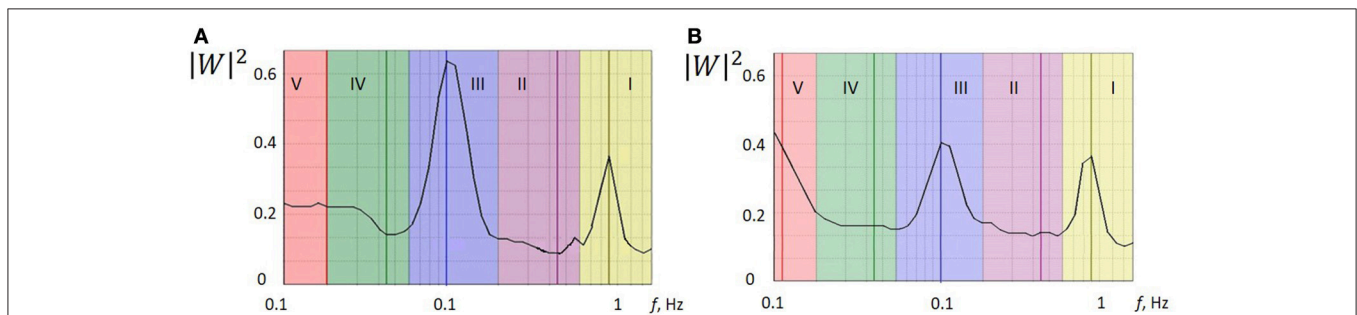 A
|W|²
0.6
0.4
0.2
0
V IV III II I
0.1 0.1 1 f, Hz
B
|W|²
0.6
0.4
0.2
0
V IV III II I
0.1 0.1 1 f, Hz